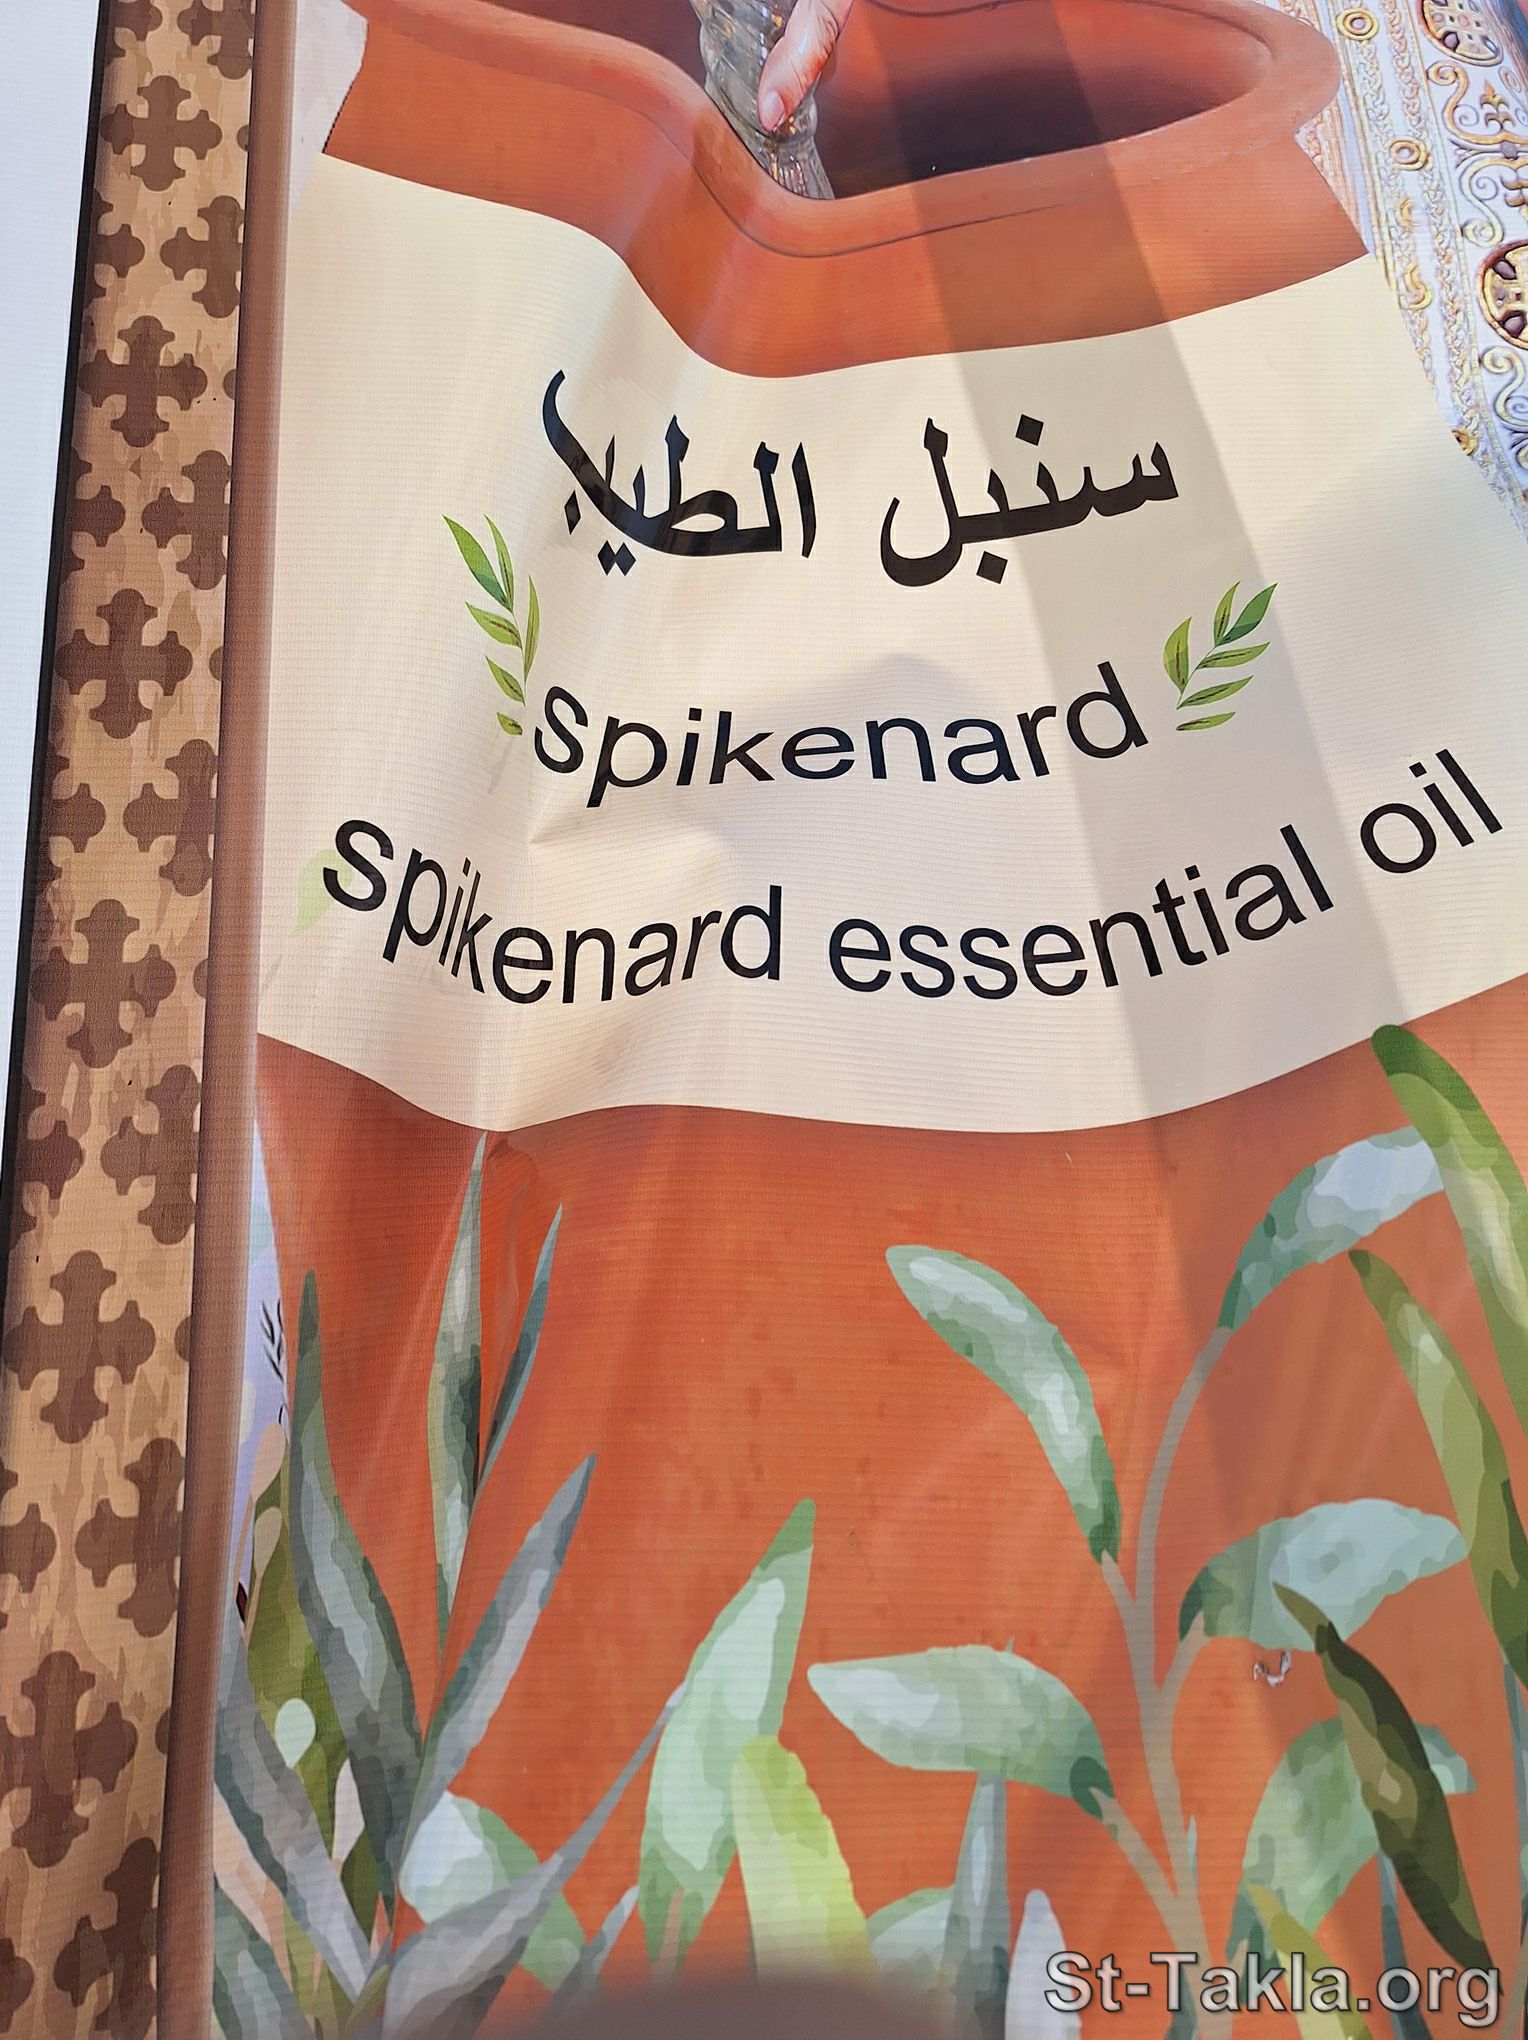 سنبل الطيب
spikenard
spikenard essential oil
St-Takla.org